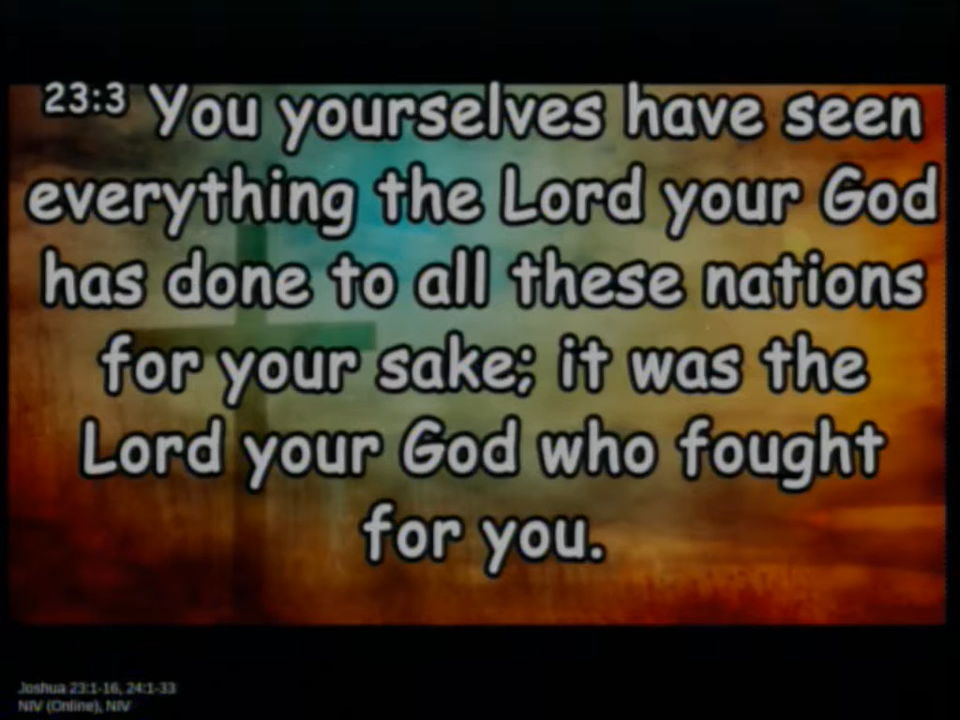 23:3 You yourselves have seen
everything the Lord your God
has done to all these nations
for your sake; it was the
Lord your God who fought
for you.
Joshua 23:1-16, 24:1-33
NIV (Online), NIV